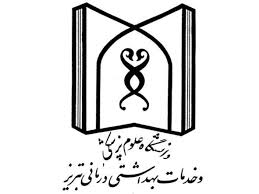 دانشگاه علوم پزشکی
و خدمات بهداشتی درمانی تبریز